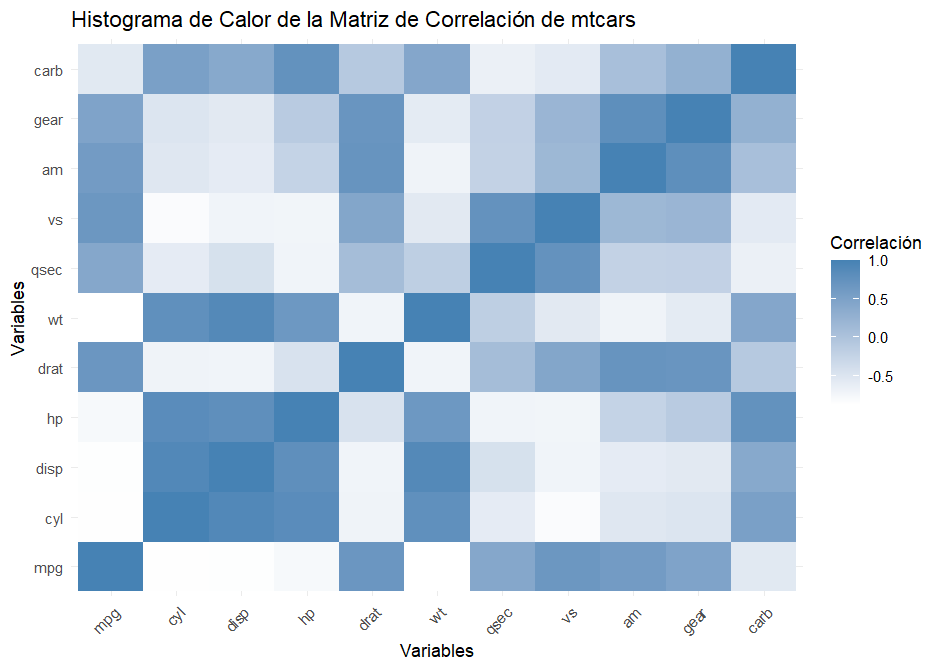 Histograma de Calor de la Matriz de Correlación de mtcars
Variables
carb
gear
am
vs
qsec
wt
drat
hp
disp
cyl
mpg
mpg
cyl
disp
hp
drat
wt
qsec
vs
am
gear
carb
Variables
Correlación
1.0
0.5
0.0
-0.5